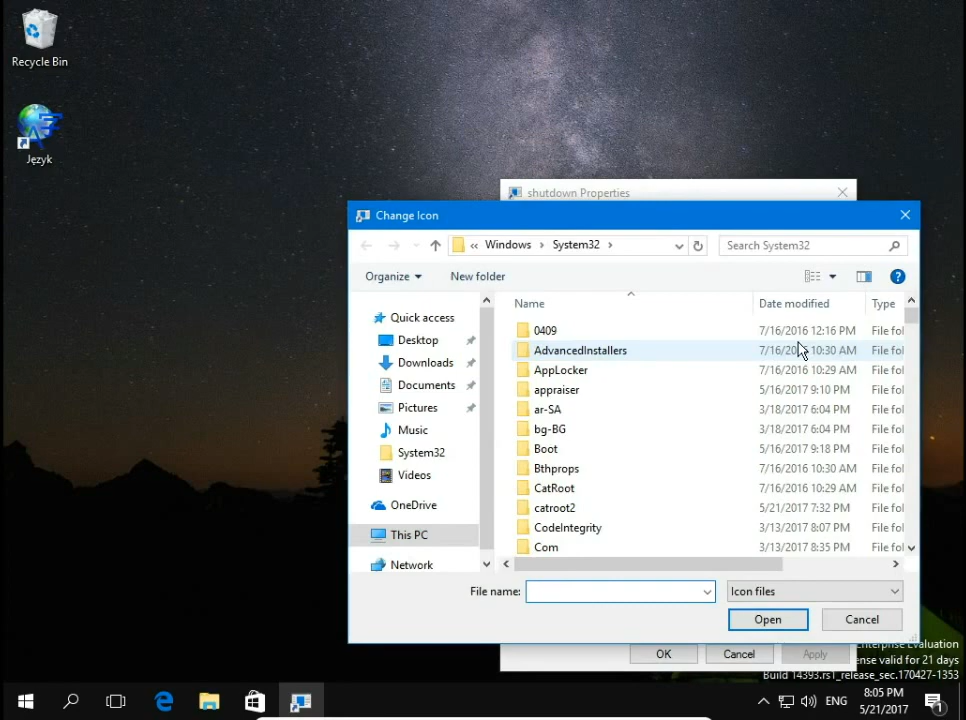 Recycle Bin
Język
shutdown Properties
Change Icon
« Windows › System32 ›
Search System32
Organize
New folder
?
Name
Date modified
Type
Quick access
Desktop
Downloads
Documents
Pictures
Music
System32
Videos
OneDrive
This PC
Network
0409 7/16/2016 12:16 PM File fol
AdvancedInstallers 7/16/2016 10:30 AM File fol
AppLocker 7/16/2016 10:29 AM File fol
appraiser 5/16/2017 9:10 PM File fol
ar-SA 3/18/2017 6:04 PM File fol
bg-BG 3/18/2017 6:04 PM File fol
Boot 5/16/2017 9:18 PM File fol
Bthprops 7/16/2016 10:30 AM File fol
CatRoot 7/16/2016 10:29 AM File fol
catroot2 5/21/2017 7:32 PM File fol
CodeIntegrity 3/13/2017 8:07 PM File fol
Com 3/13/2017 8:35 PM File fol
File name:
Icon files
Open
Cancel
OK
Cancel
Apply
Enterprise Evaluation
ense valid for 21 days
Build 14393.rs1_release_sec.170427-1353
ENG
8:05 PM
5/21/2017
1